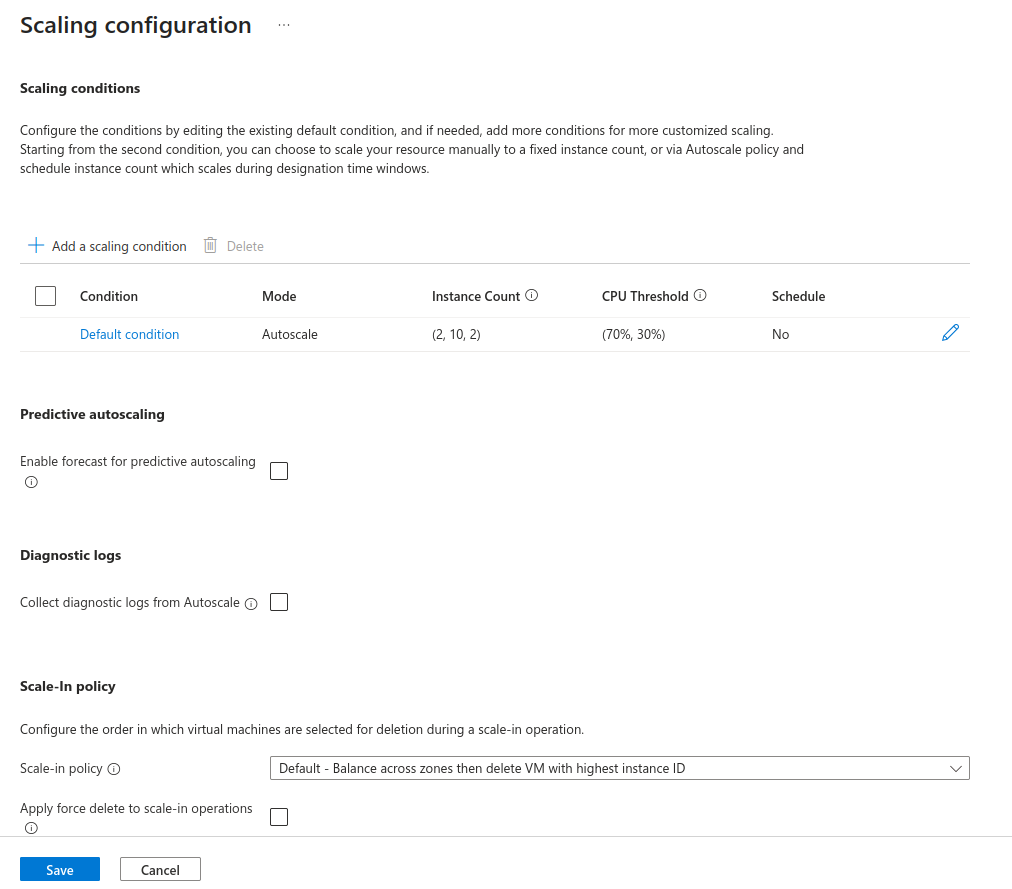 Scaling configuration ...
Scaling conditions
Configure the conditions by editing the existing default condition, and if needed, add more conditions for more customized scaling.
Starting from the second condition, you can choose to scale your resource manually to a fixed instance count, or via Autoscale policy and
schedule instance count which scales during designation time windows.
Add a scaling condition Delete
Condition Mode Instance Count CPU Threshold Schedule
Default condition Autoscale (2, 10, 2) (70%, 30%) No
Predictive autoscaling
Enable forecast for predictive autoscaling
Diagnostic logs
Collect diagnostic logs from Autoscale
Scale-In policy
Configure the order in which virtual machines are selected for deletion during a scale-in operation.
Scale-in policy Default - Balance across zones then delete VM with highest instance ID
Apply force delete to scale-in operations
Save Cancel